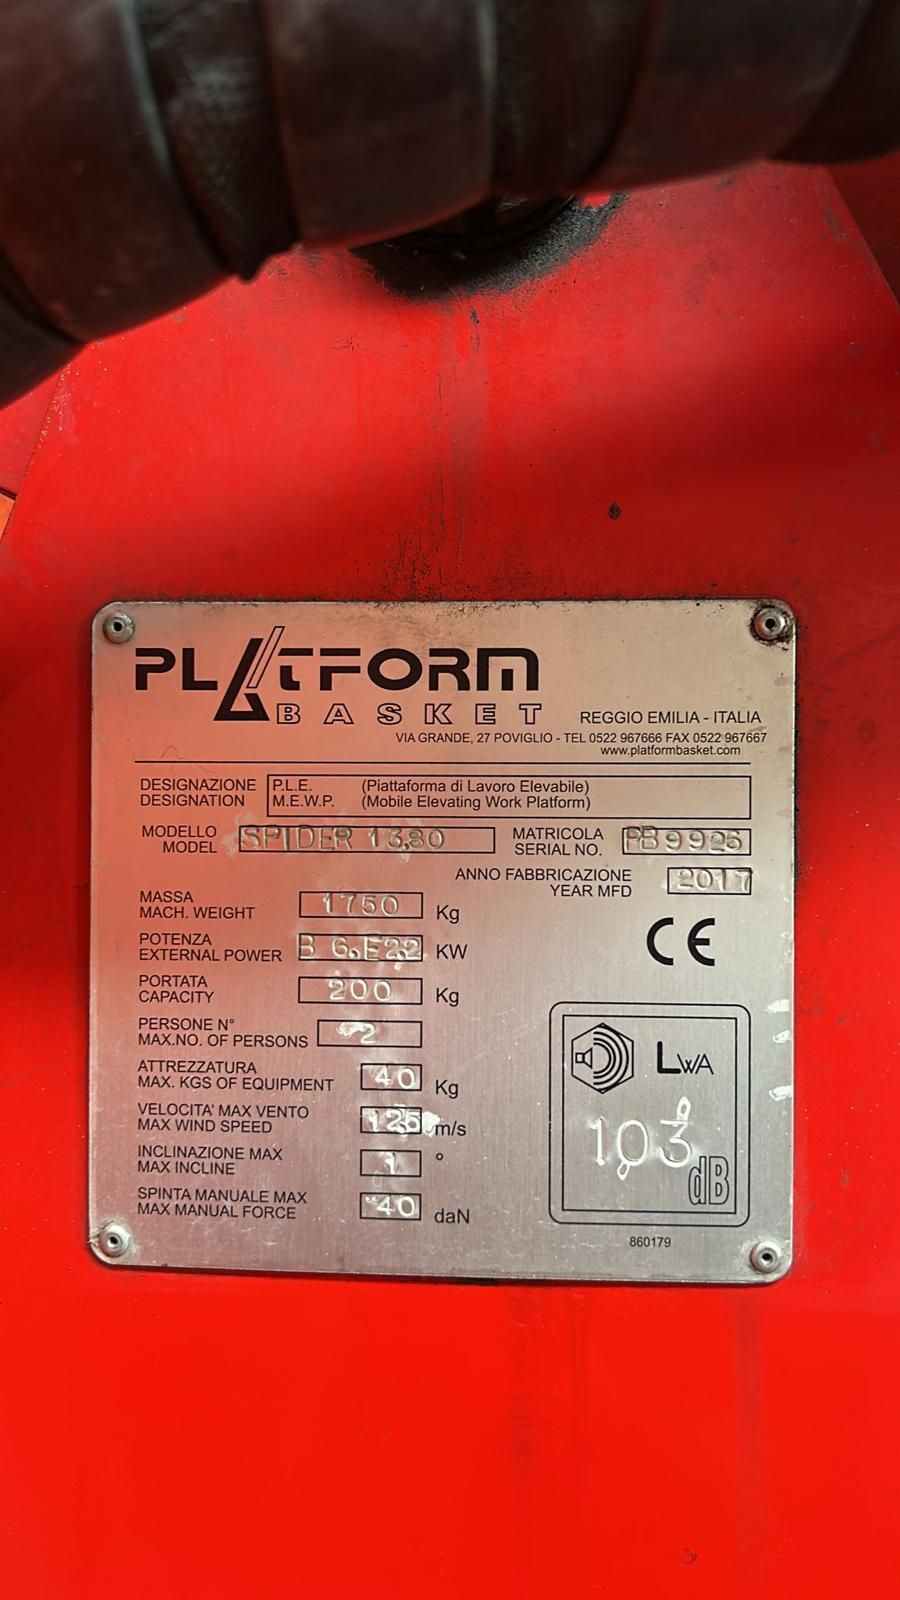 PLATFORM
BASKET
REGGIO EMILIA - ITALIA
VIA GRANDE, 27 POVIGLIO - TEL 0522 967666 FAX 0522 967667
www.platformbasket.com
DESIGNAZIONE P.L.E. (Piattaforma di Lavoro Elevabile)
DESIGNATION M.E.W.P. (Mobile Elevating Work Platform)
MODELLO
MODEL SPIDER 13.80
MATRICOLA
SERIAL NO. PB9925
ANNO FABBRICAZIONE
YEAR MFD 2017
MASSA
MACH. WEIGHT 1750 Kg
POTENZA
EXTERNAL POWER B 6,E2,2 KW
PORTATA
CAPACITY 200 Kg
PERSONE N°
MAX.NO. OF PERSONS 2
ATTREZZATURA
MAX. KGS OF EQUIPMENT 40 Kg
VELOCITA' MAX VENTO
MAX WIND SPEED 12,5 m/s
INCLINAZIONE MAX
MAX INCLINE 1 °
SPINTA MANUALE MAX
MAX MANUAL FORCE 40 daN
CE
LWA
103
dB
860179